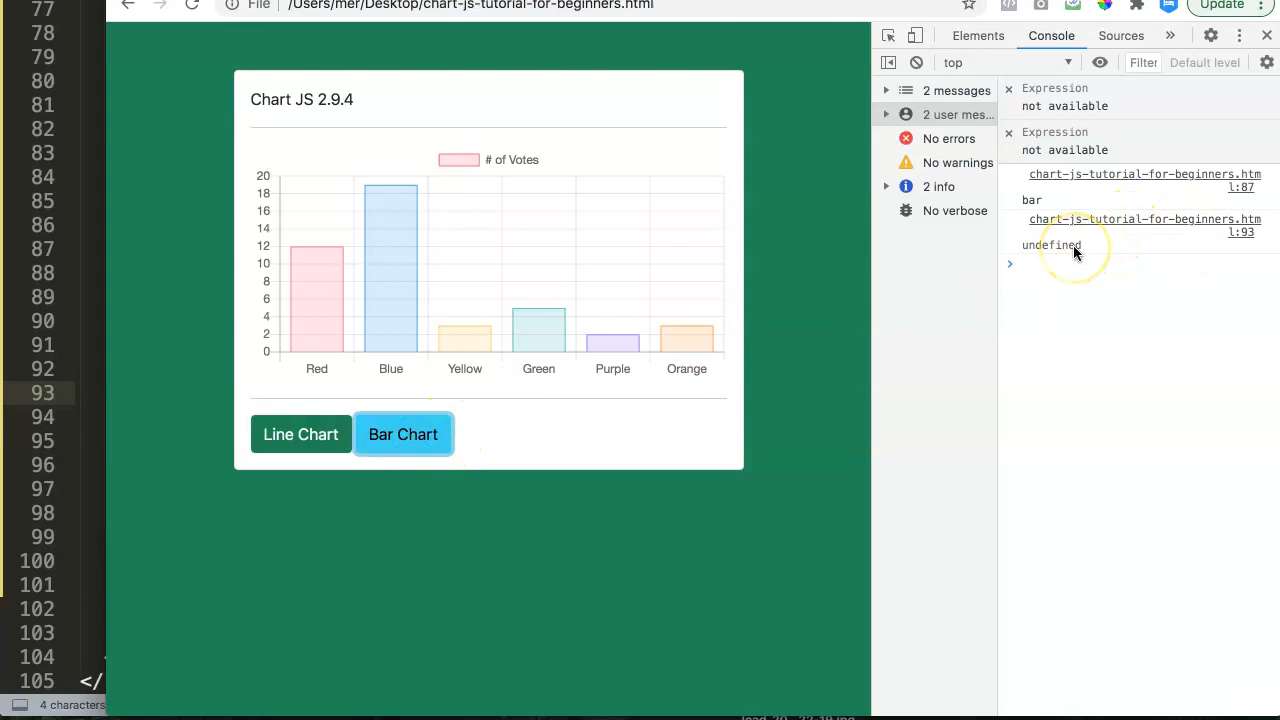 77
78
79
80
81
82
83
84
85
86
87
88
89
90
91
92
93
94
95
96
97
98
99
100
101
102
103
104
105 </
4 characters
File /Users/mer/Desktop/chart-js-tutorial-for-beginners.html
Update
Chart JS 2.9.4
# of Votes
20
18
16
14
12
10
8
6
4
2
0
Red Blue Yellow Green Purple Orange
Line Chart Bar Chart
Elements Console Sources »
top Filter Default level
2 messages
2 user mes...
No errors
No warnings
2 info
No verbose
Expression
not available
Expression
not available
chart-js-tutorial-for-beginners.htm
l:87
bar
chart-js-tutorial-for-beginners.htm
l:93
undefined